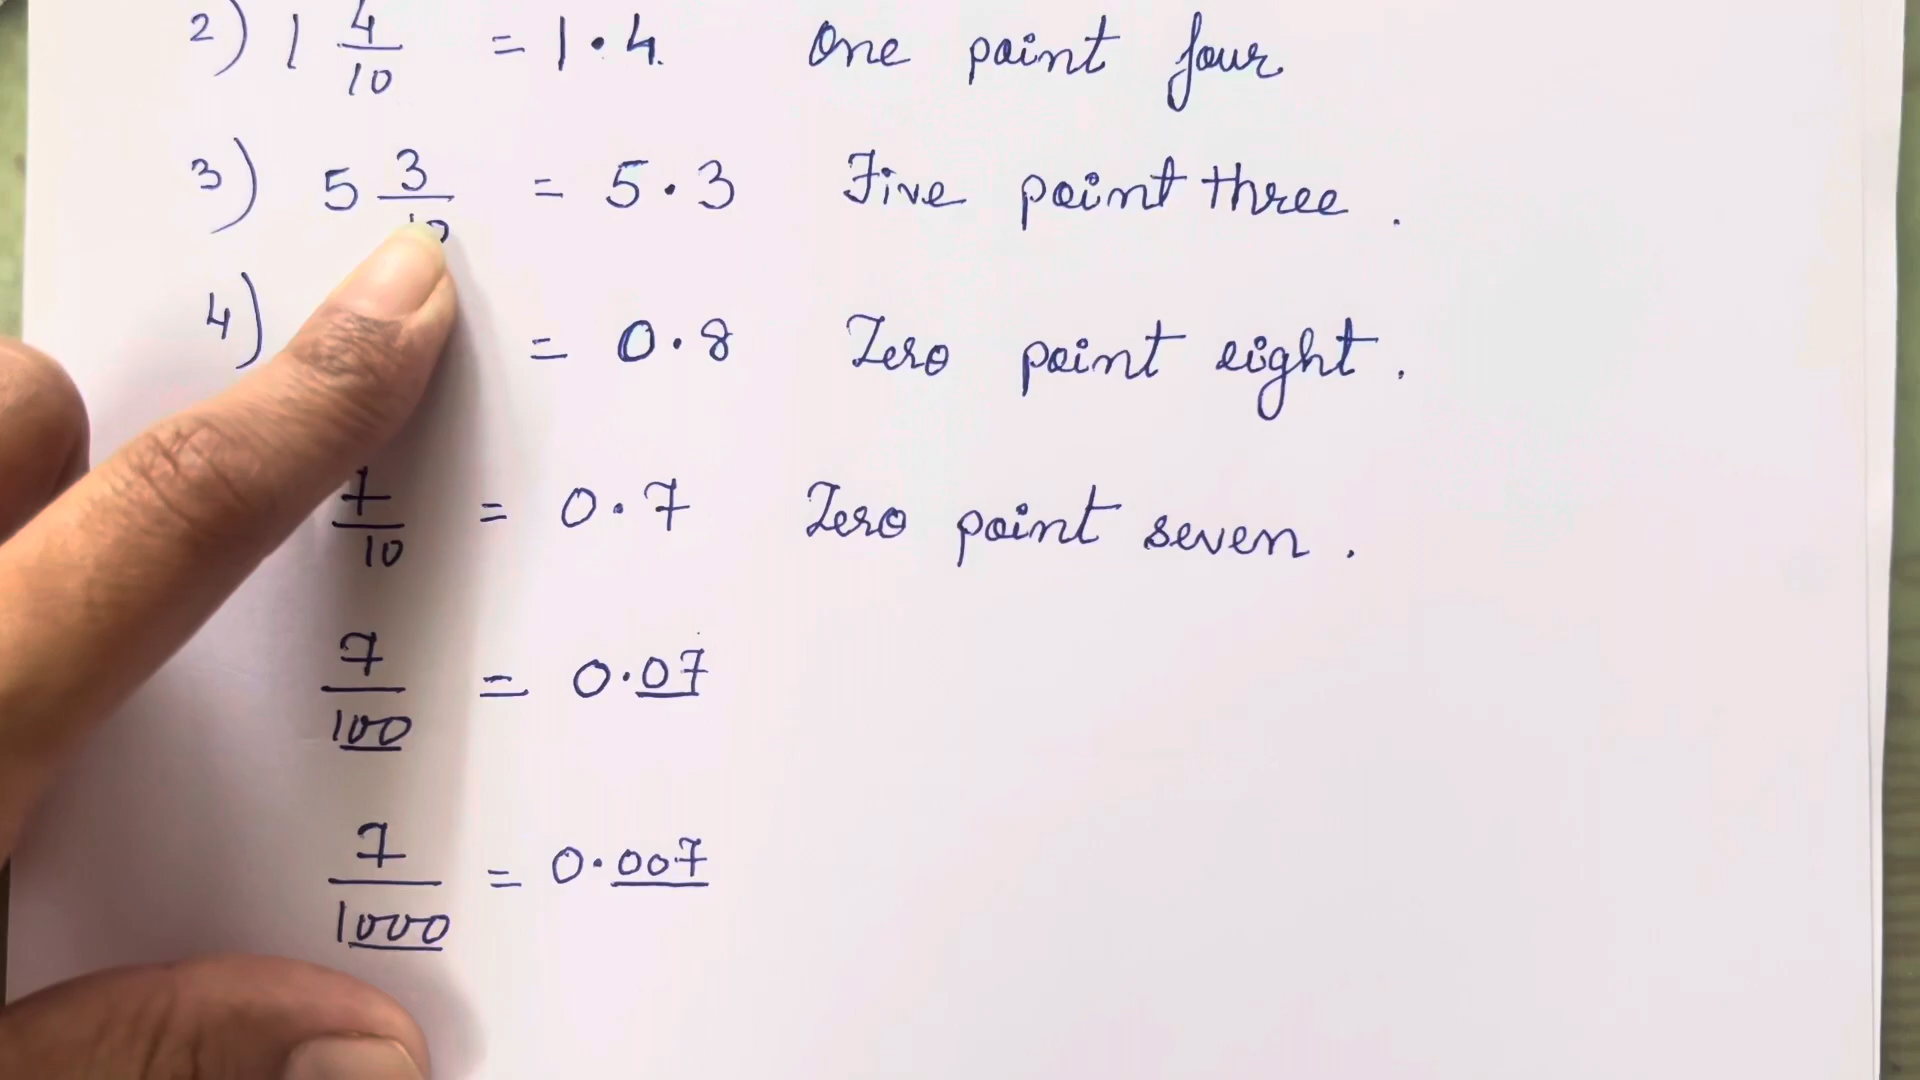 2) 1 4/10 = 1.4 One point four
3) 5 3/10 = 5.3 Five point three.
4) = 0.8 Zero point eight.
7/10 = 0.7 Zero point seven.
7/100 = 0.07
7/1000 = 0.007